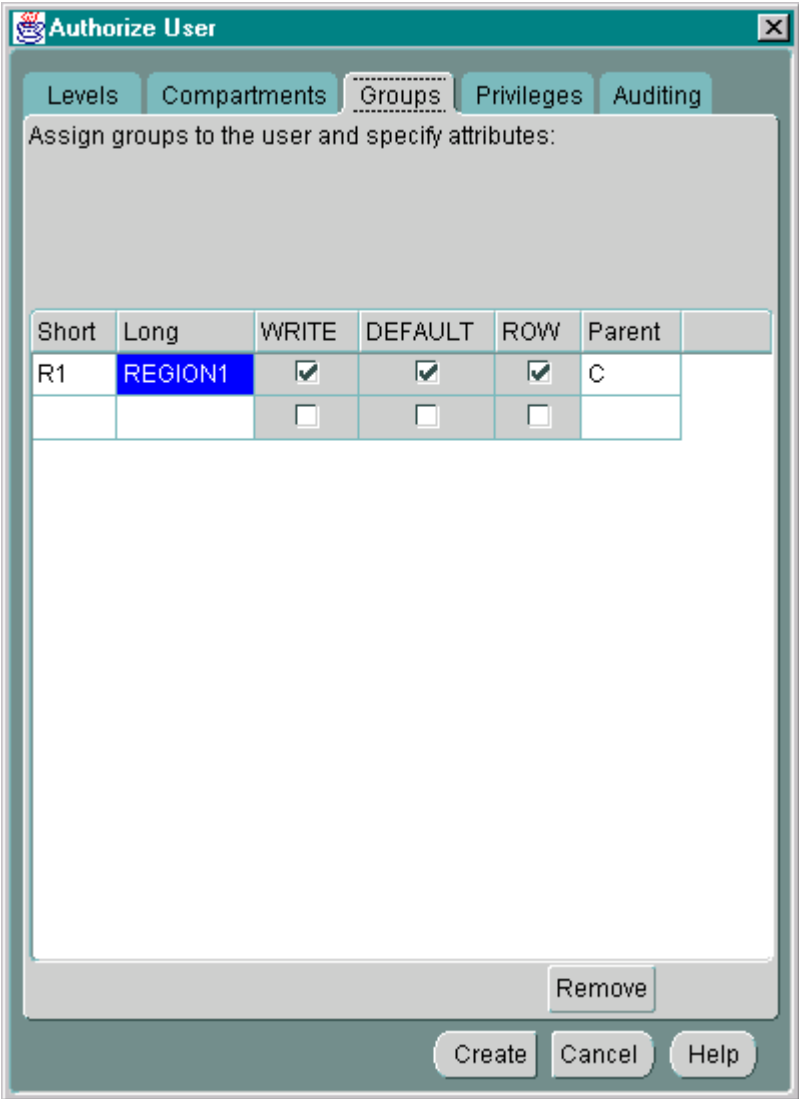 Authorize User
Levels Compartments Groups Privileges Auditing
Assign groups to the user and specify attributes:
Short Long WRITE DEFAULT ROW Parent
R1 REGION1 C
Remove
Create Cancel Help